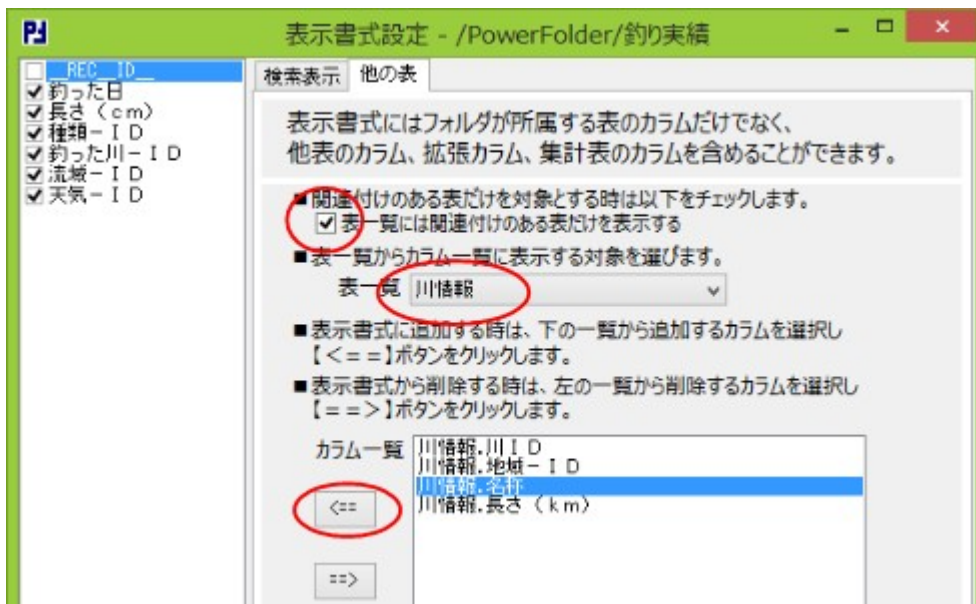 表示書式設定 - /PowerFolder/釣り実績
__REC__ID__
釣った日
長さ（ｃｍ）
種類－ＩＤ
釣った川－ＩＤ
流域－ＩＤ
天気－ＩＤ
検索表示 他の表
表示書式にはフォルダが所属する表のカラムだけでなく、
他表のカラム、拡張カラム、集計表のカラムを含めることができます。
■関連付けのある表だけを対象とする時は以下をチェックします。
表一覧には関連付けのある表だけを表示する
■表一覧からカラム一覧に表示する対象を選びます。
表一覧 川情報
■表示書式に追加する時は、下の一覧から追加するカラムを選択し
【＜＝＝】ボタンをクリックします。
■表示書式から削除する時は、左の一覧から削除するカラムを選択し
【＝＝＞】ボタンをクリックします。
カラム一覧
川情報.川ＩＤ
川情報.地域－ＩＤ
川情報.名称
川情報.長さ（ｋｍ）
<==
==>